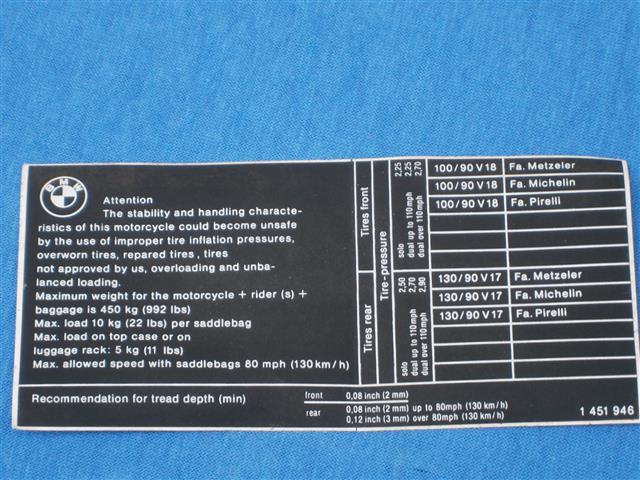 BMW
Attention
The stability and handling characte-
ristics of this motorcycle could become unsafe
by the use of improper tire inflation pressures,
overworn tires, repared tires , tires
not approved by us, overloading and unba-
lanced loading.
Maximum weight for the motorcycle + rider (s) +
baggage is 450 kg (992 lbs)
Max. load 10 kg (22 lbs) per saddlebag
Max. load on top case or on
luggage rack: 5 kg (11 lbs)
Max. allowed speed with saddlebags 80 mph (130 km/h)
Tires front
Tires rear
Tire-pressure
solo 2,25
dual up to 110mph 2,25
dual over 110mph 2,70
100/90 V 18 Fa. Metzeler
100/90 V 18 Fa. Michelin
100/90 V 18 Fa. Pirelli
solo 2,50
dual up to 110mph 2,70
dual over 110mph 2,90
130/90 V 17 Fa. Metzeler
130/90 V 17 Fa. Michelin
130/90 V 17 Fa. Pirelli
Recommendation for tread depth (min)
front 0,08 inch (2 mm)
rear 0,08 inch (2 mm) up to 80mph (130 km/h)
0,12 inch (3 mm) over 80mph (130 km/h)
1 451 946